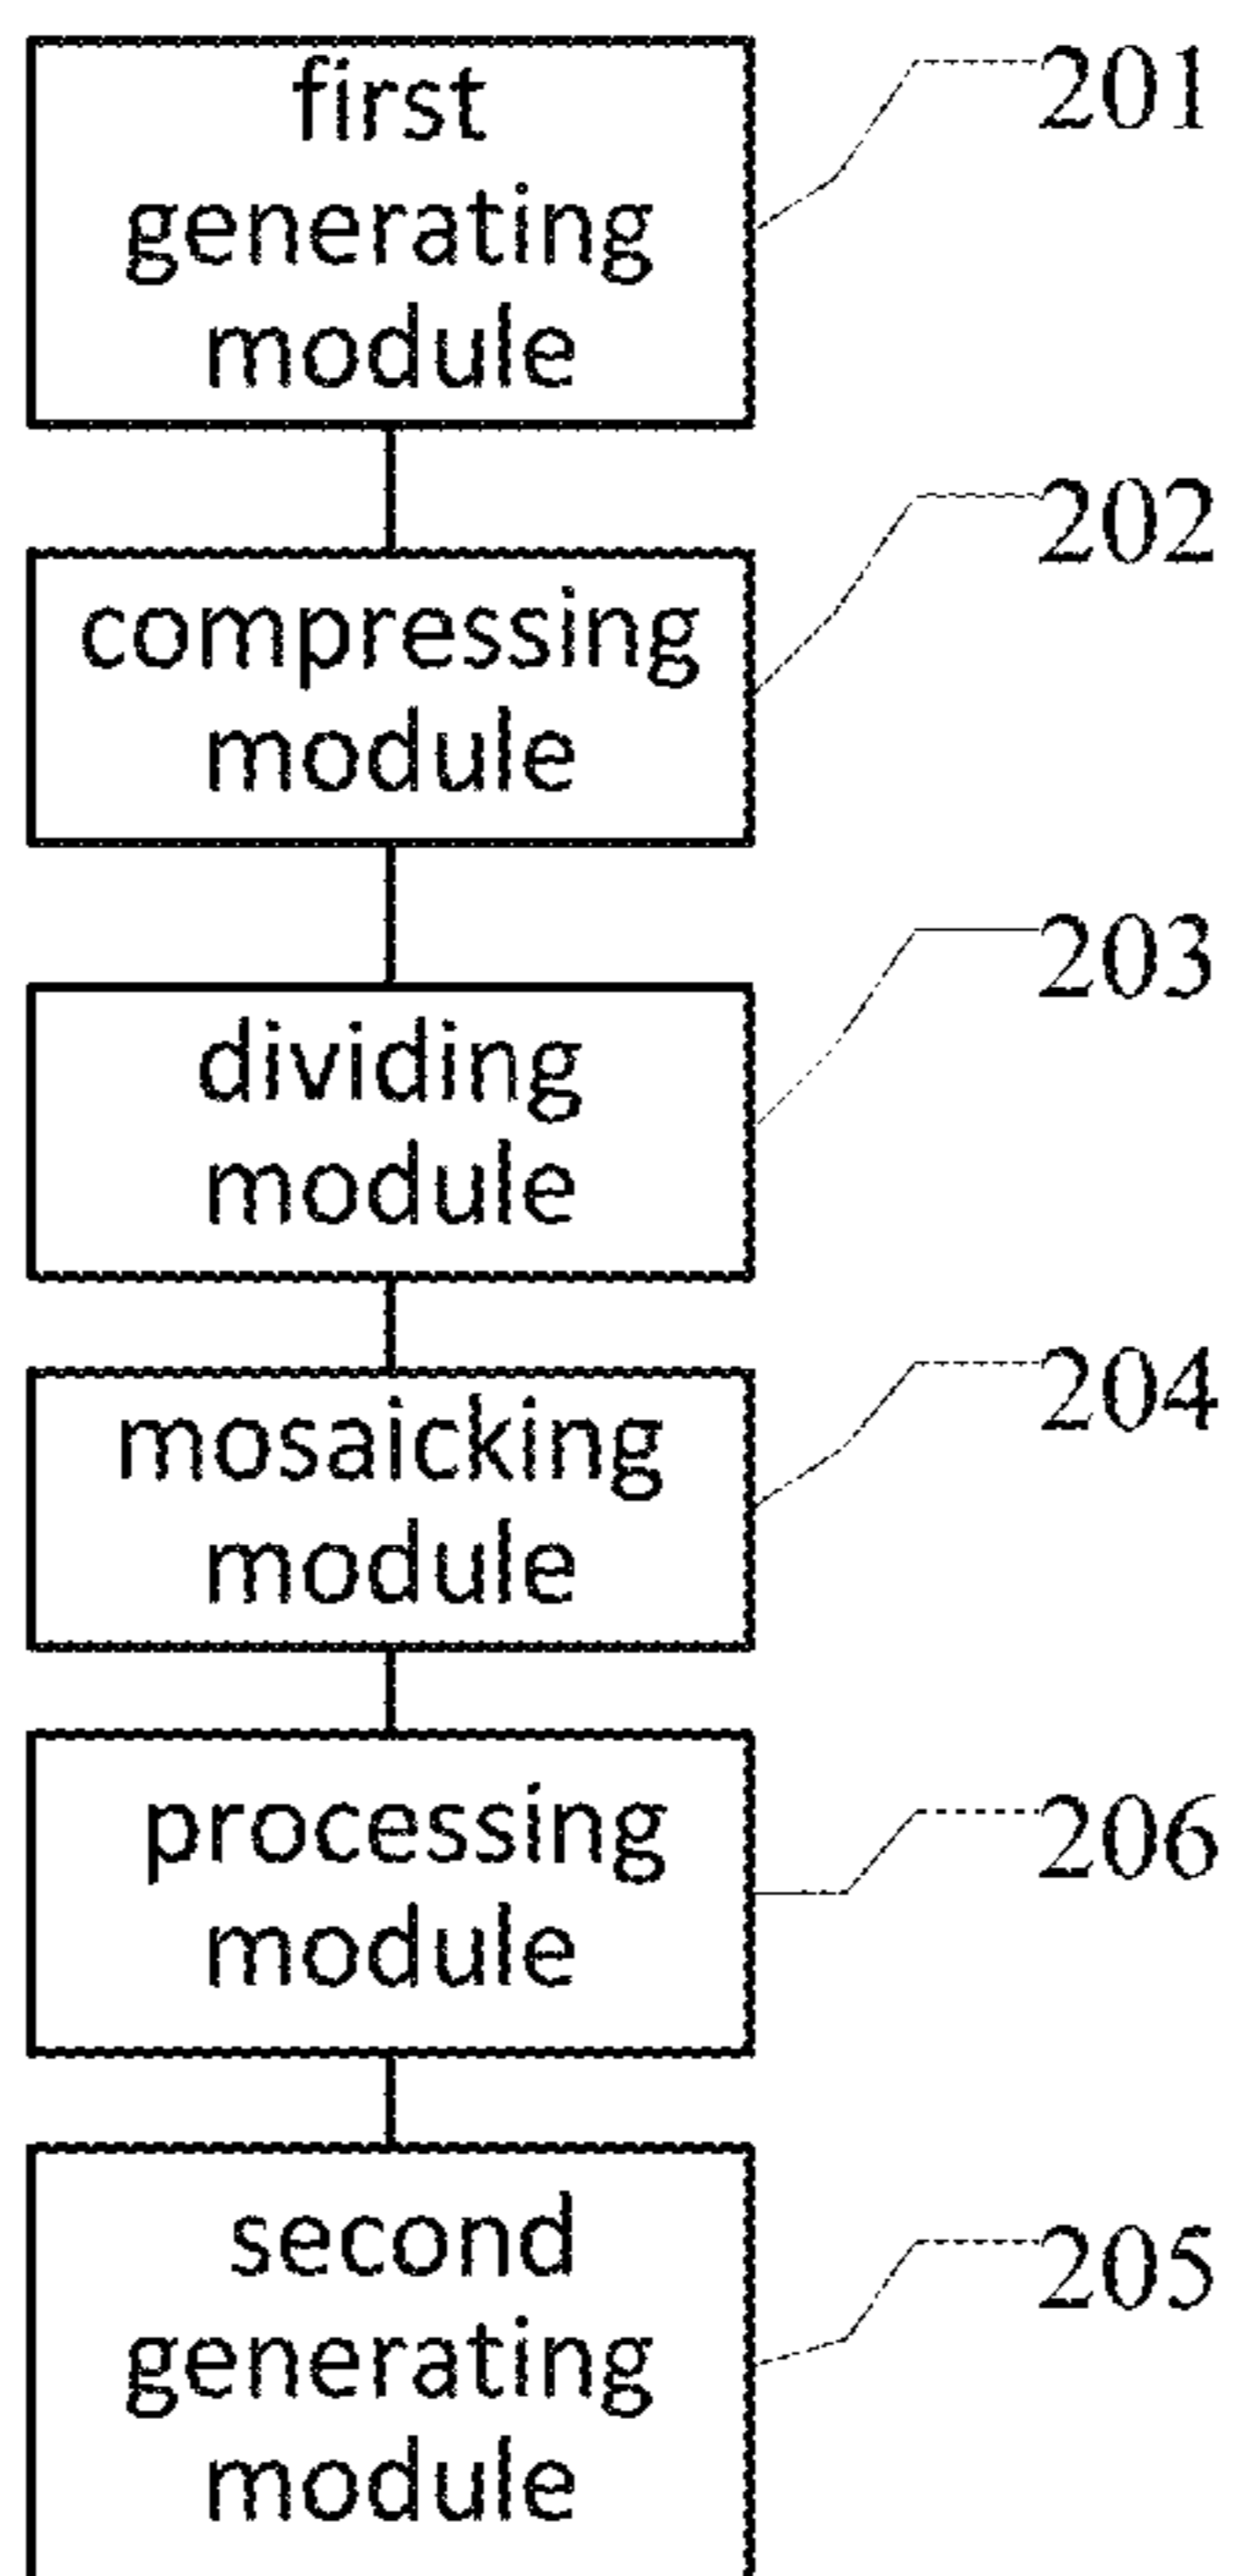 first
generating
module
201
compressing
module
202
dividing
module
203
mosaicking
module
204
processing
module
206
second
generating
module
205